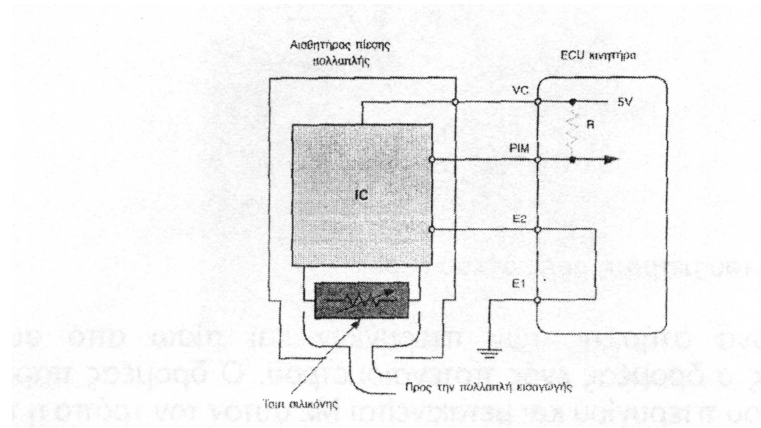 Αισθητήρας πίεσης
πολλαπλής
ECU κινητήρα
VC
5V
R
PIM
IC
E2
E1
Προς την πολλαπλή εισαγωγής
Τσιπ σιλικόνης